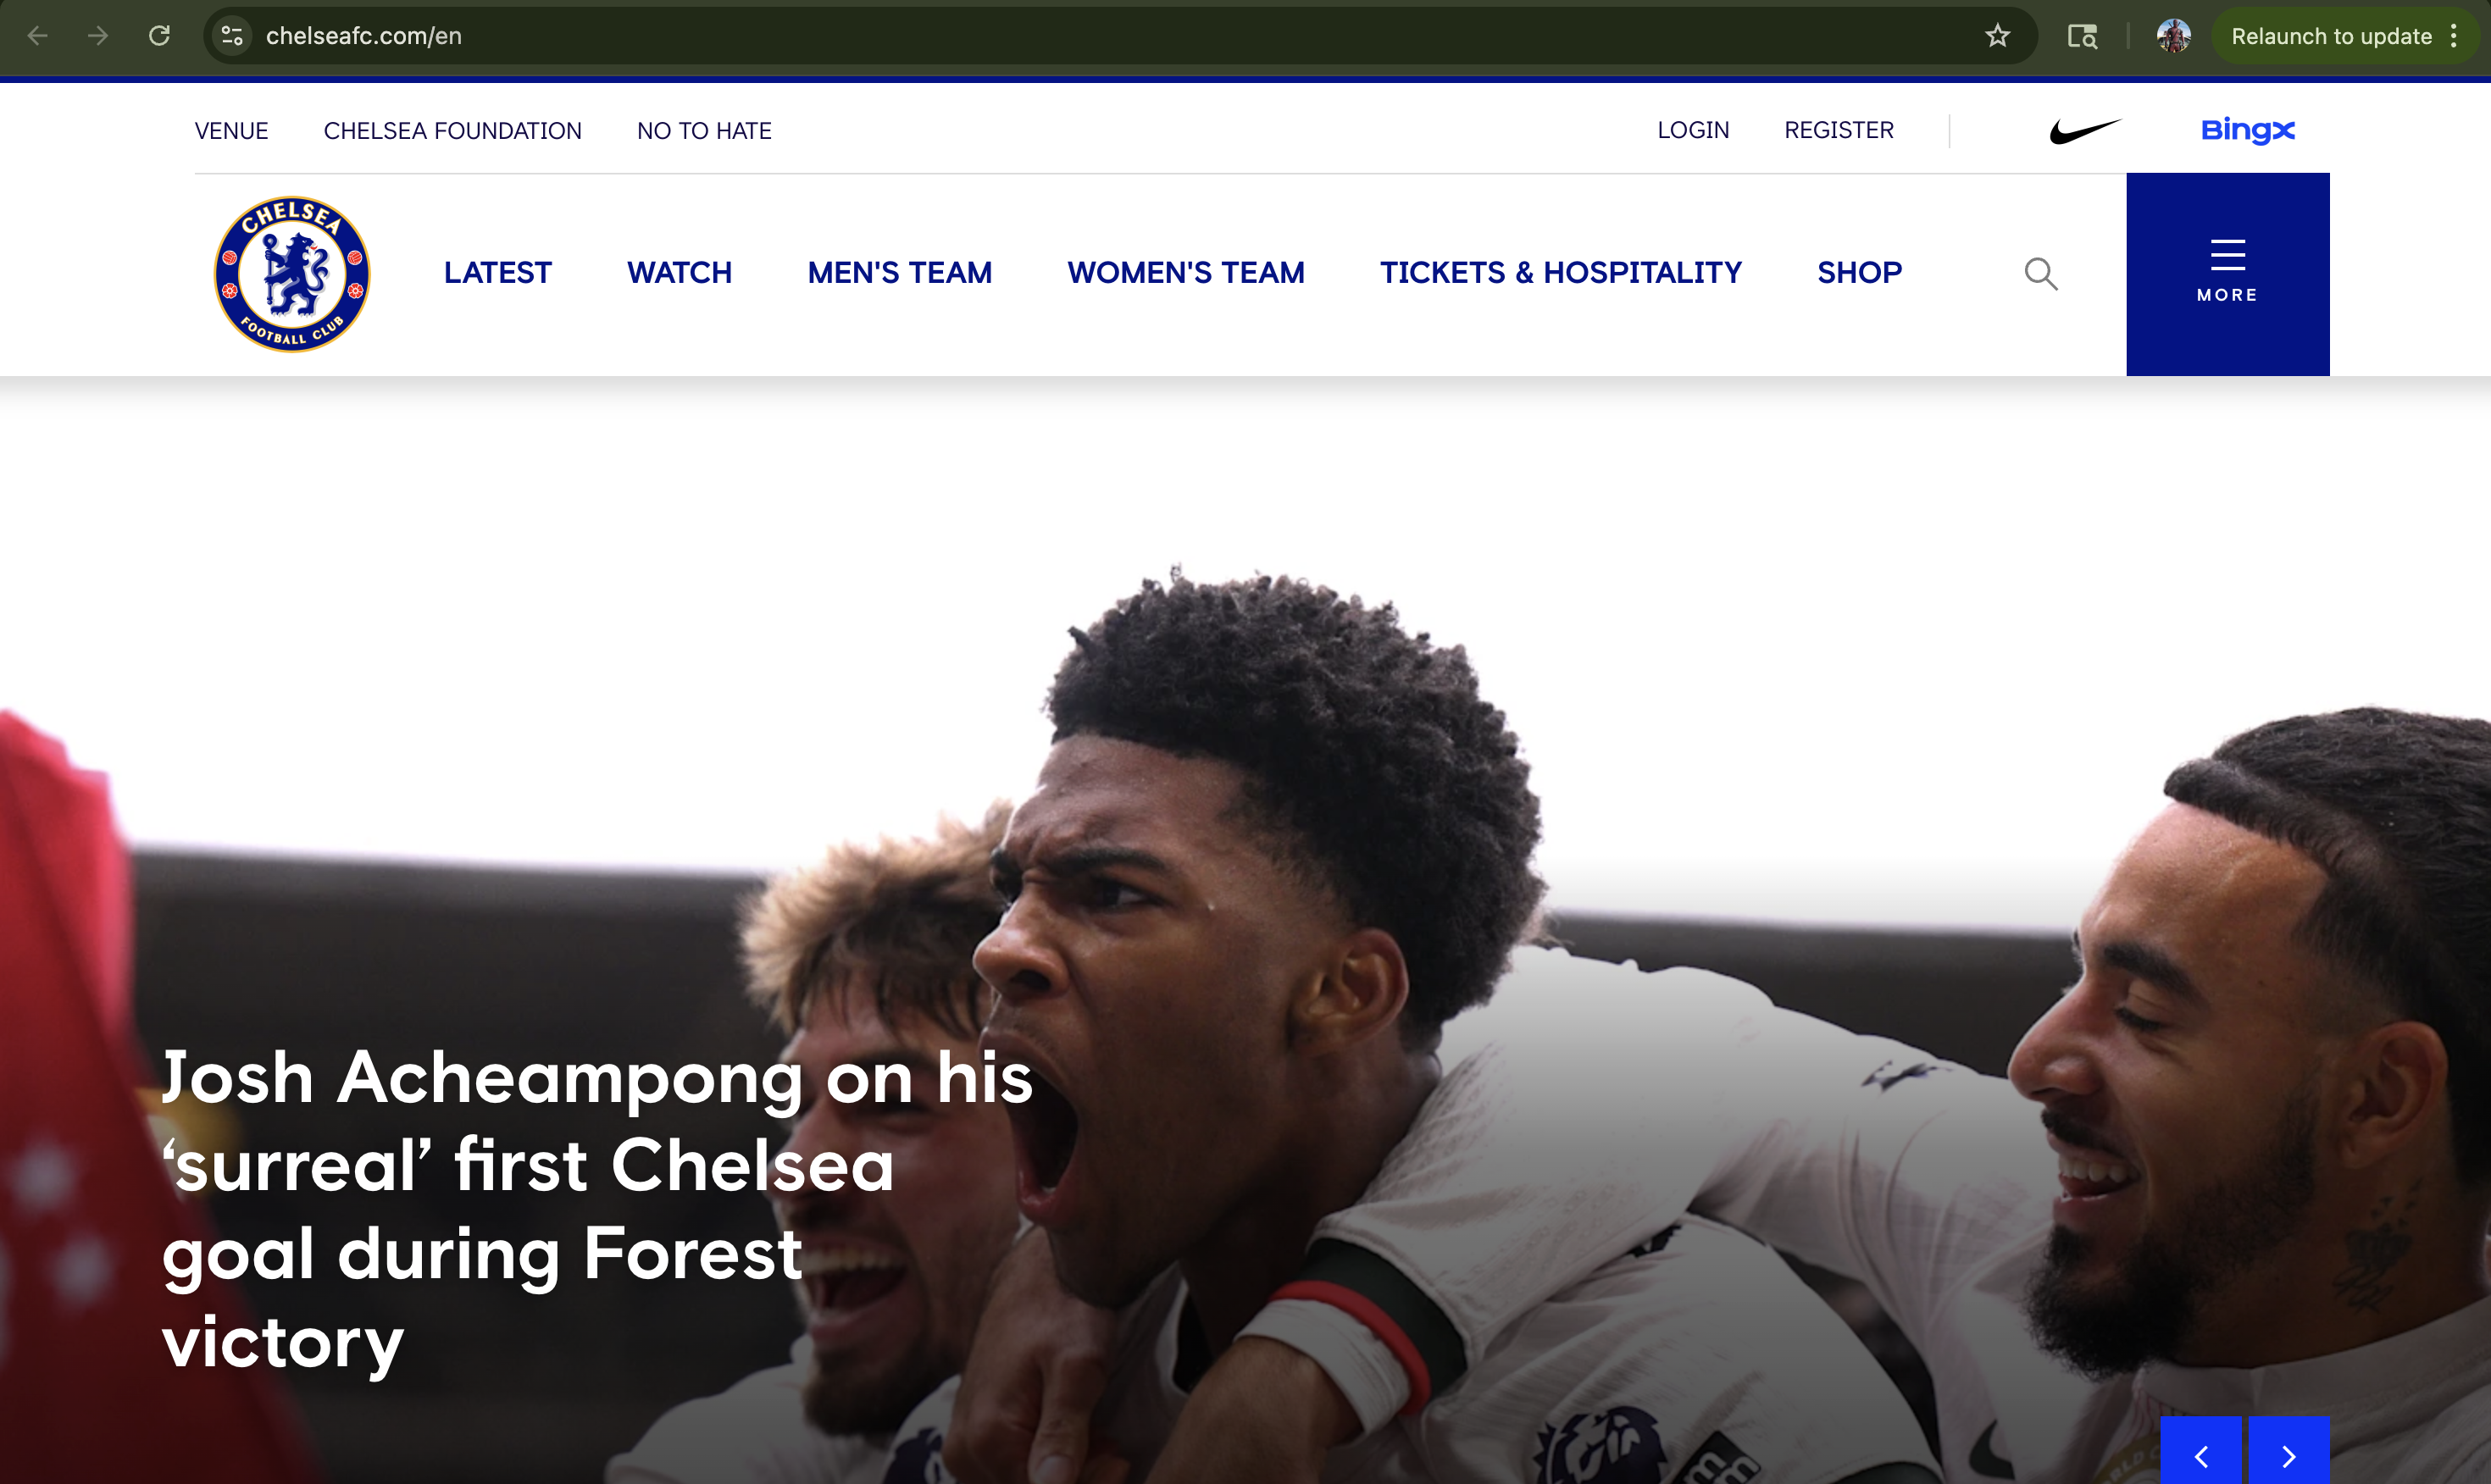 chelseafc.com/en
Relaunch to update
VENUE
CHELSEA FOUNDATION
NO TO HATE
LOGIN
REGISTER
BingX
CHELSEA
FOOTBALL CLUB
LATEST
WATCH
MEN'S TEAM
WOMEN'S TEAM
TICKETS & HOSPITALITY
SHOP
MORE
Josh Acheampong on his
‘surreal’ first Chelsea
goal during Forest
victory